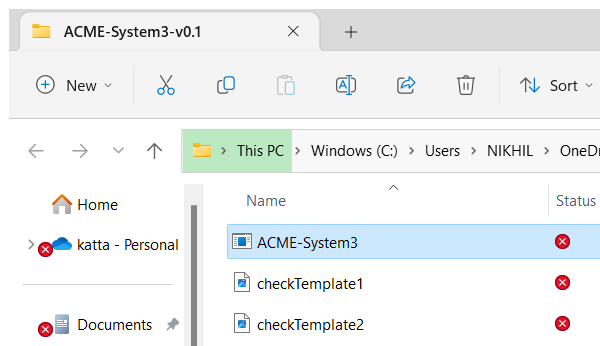 ACME-System3-v0.1
New
Sort
This PC > Windows (C:) > Users > NIKHIL >
Home
katta - Personal
Documents
Name Status
ACME-System3
checkTemplate1
checkTemplate2